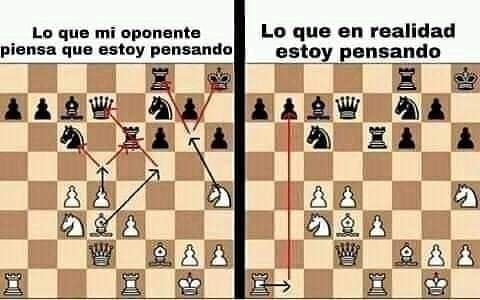 Lo que mi oponente
piensa que estoy pensando
Lo que en realidad
estoy pensando